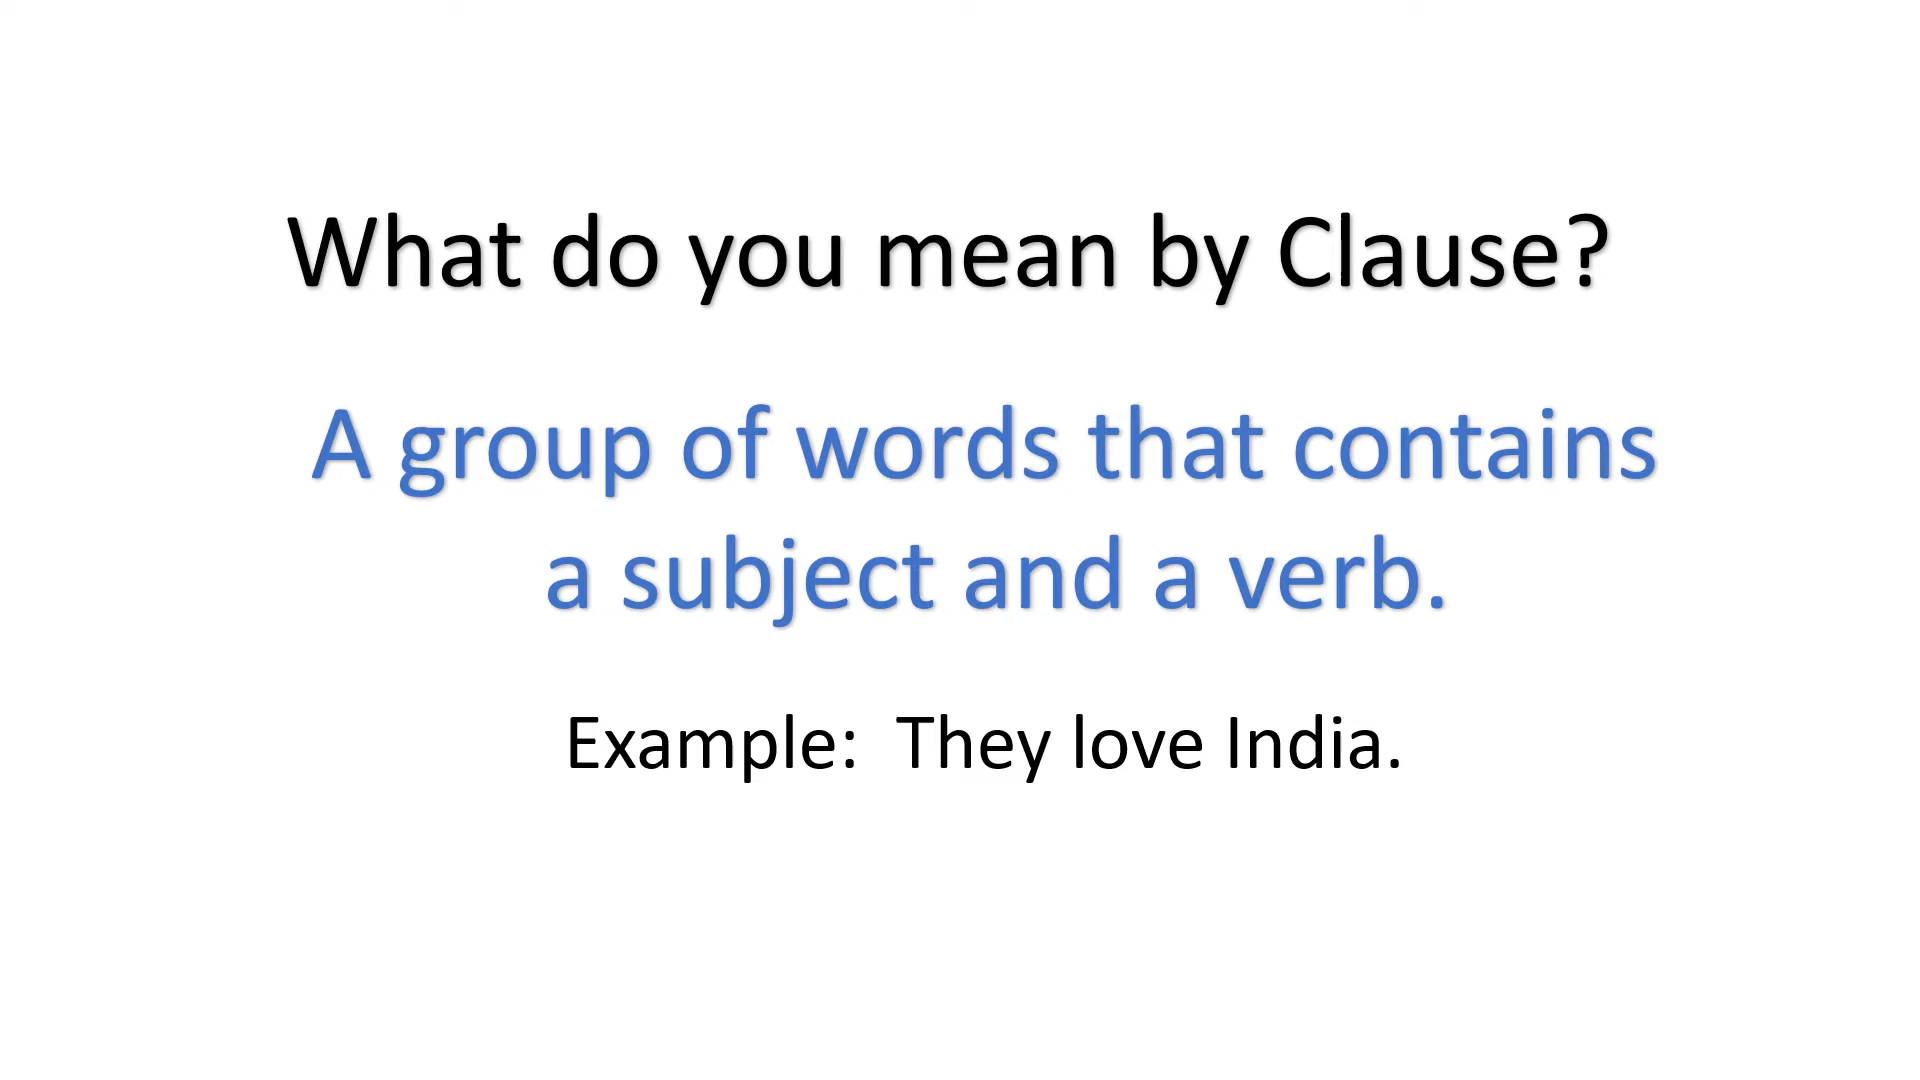 What do you mean by Clause?
A group of words that contains
a subject and a verb.
Example:  They love India.